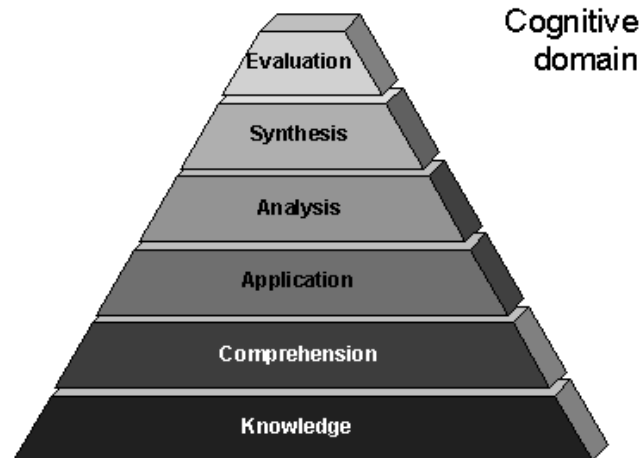 Cognitive
domain
Evaluation
Synthesis
Analysis
Application
Comprehension
Knowledge